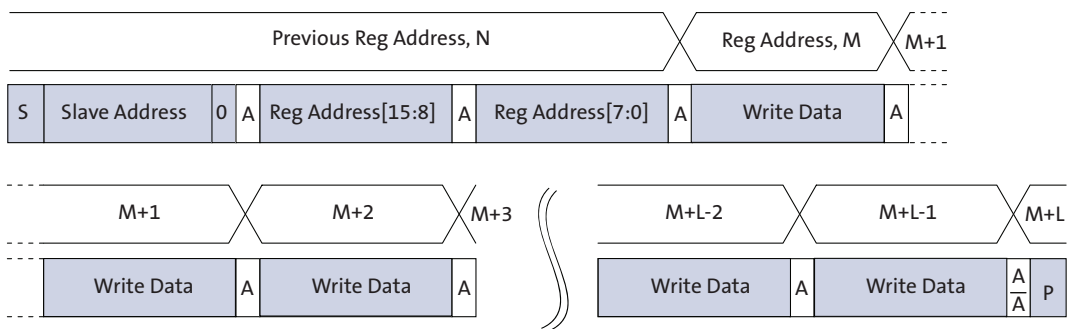 Previous Reg Address, N Reg Address, M M+1
S Slave Address 0 A Reg Address[15:8] A Reg Address[7:0] A Write Data A
M+1 M+2 M+3 M+L-2 M+L-1 M+L
Write Data A Write Data A Write Data A Write Data A/A̅ P